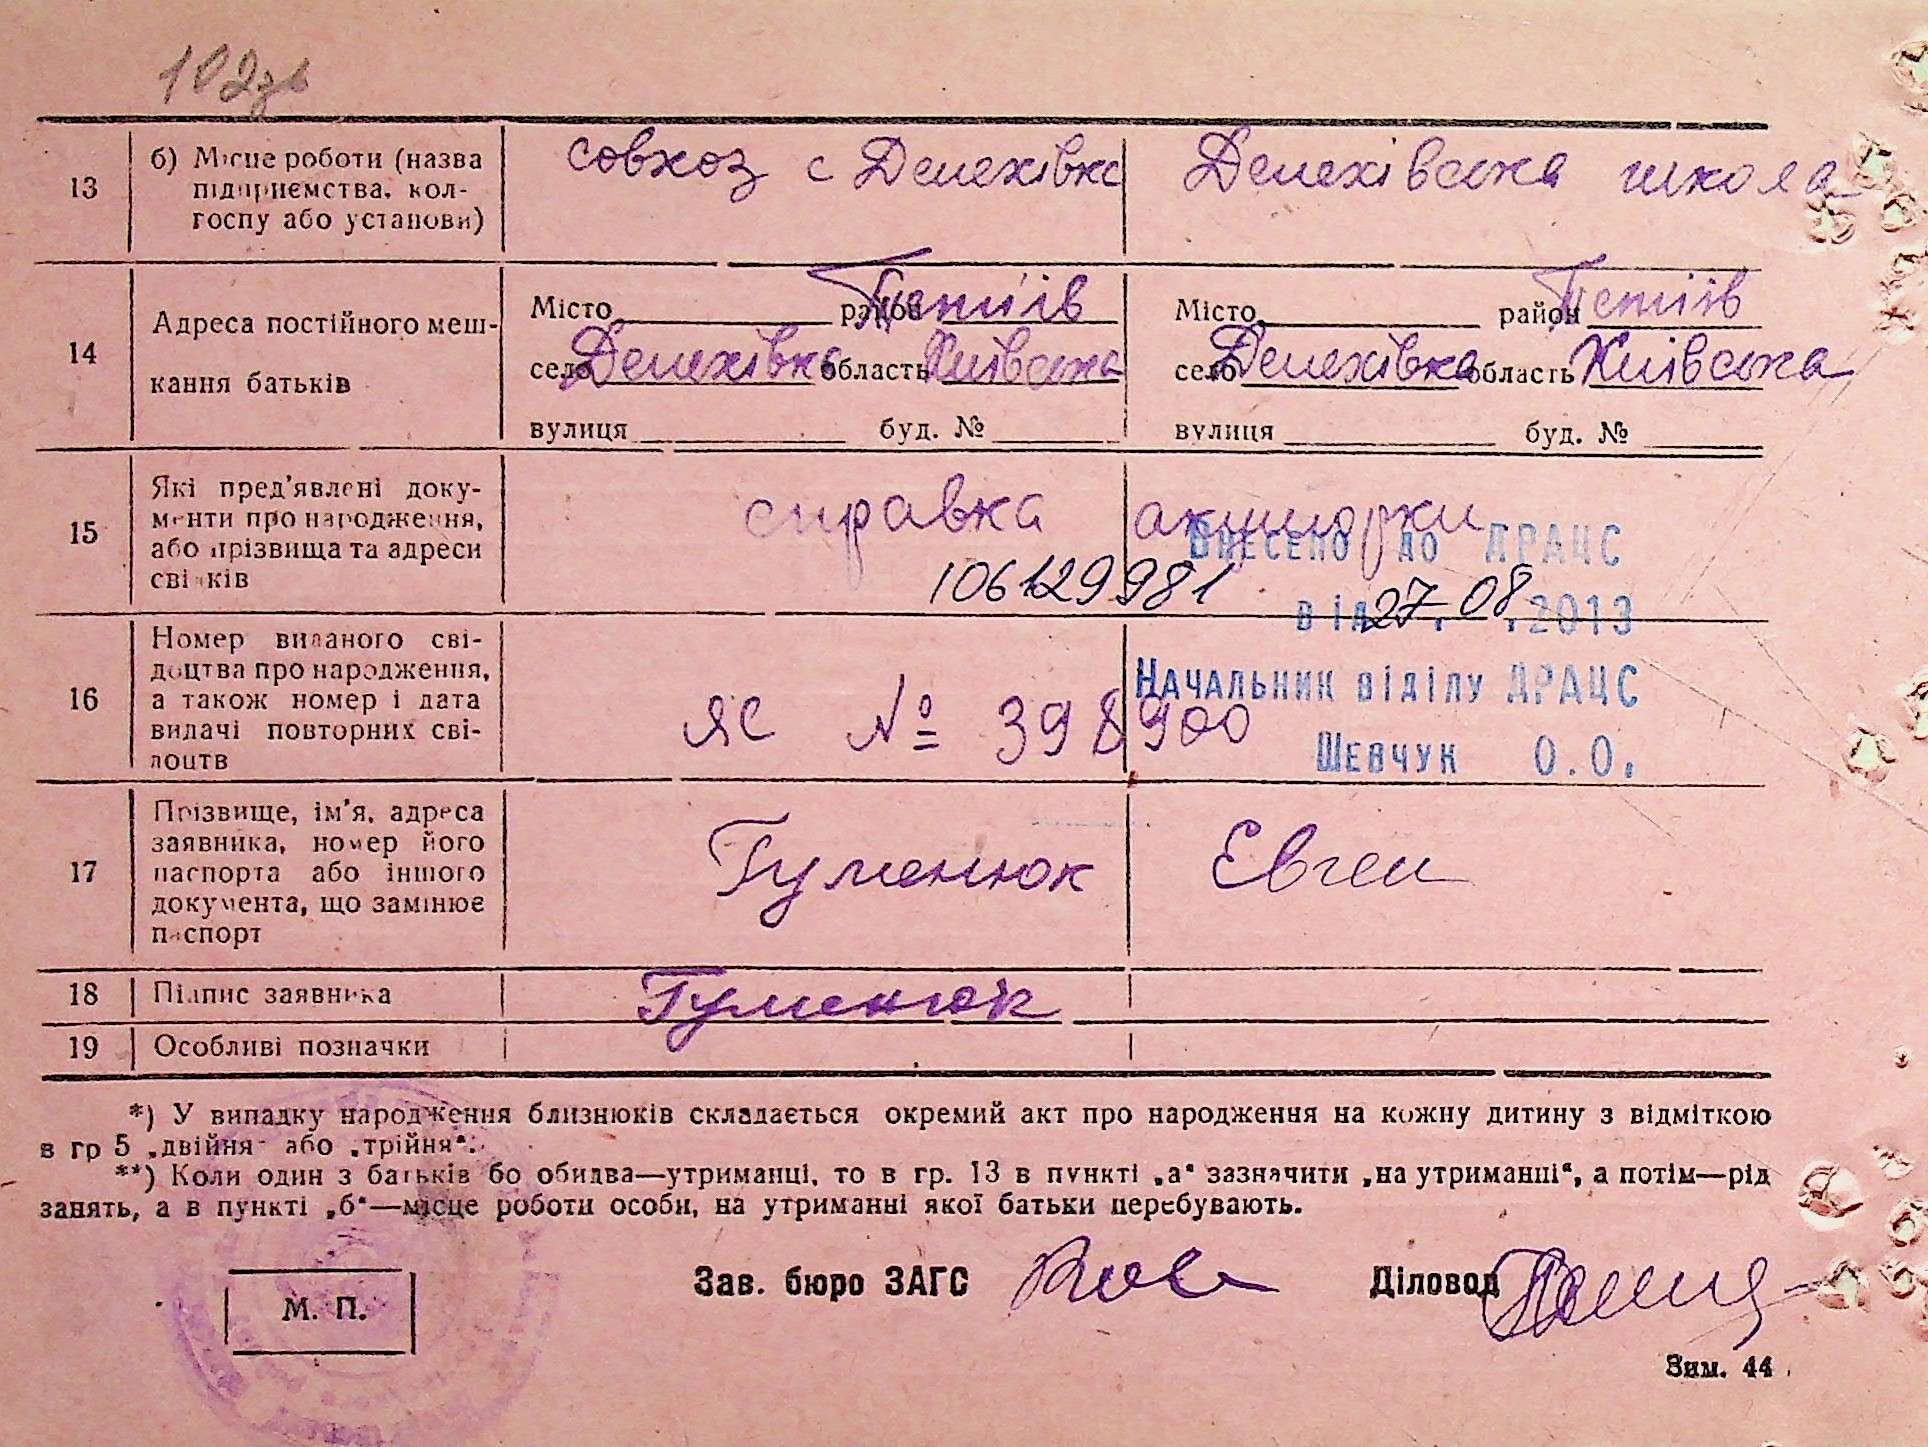 102зв
13
б) Місце роботи (назва
підприємства, кол-
госпу або установи)
совхоз с Денехівка
Денехівська школа
14
Адреса постійного меш-
кання батьків
Місто район Тетіїв
село Денехівка область Київська
вулиця буд. №
Місто район Тетіїв
село Денехівка область Київська
вулиця буд. №
15
Які пред'явлені доку-
менти про народження,
або прізвища та адреси
свідків
справка акушорки
106129981
ВНЕСЕНО ДО ДРАЦС
від 27.08.2013
НАЧАЛЬНИК ВІДІЛУ ДРАЦС
ШЕВЧУК О.О.
16
Номер виданого сві-
доцтва про народження,
а також номер і дата
видачі повторних сві-
доцтв
ЯС № 398900
17
Прізвище, ім'я, адреса
заявника, номер його
паспорта або іншого
документа, що замінює
паспорт
Гуменюк Евген
18
Підпис заявника
Гуменюк
19
Особливі позначки
*) У випадку народження близнюків складається окремий акт про народження на кожну дитину з відміткою
в гр 5 „двійня" або „трійня".
**) Коли один з батьків бо обидва—утриманці, то в гр. 13 в пункті „а" зазначити „на утриманні", а потім—рід
занять, а в пункті „б"—місце роботи особи, на утриманні якої батьки перебувають.
М. П.
Зав. бюро ЗАГС
Діловод
Зим. 44